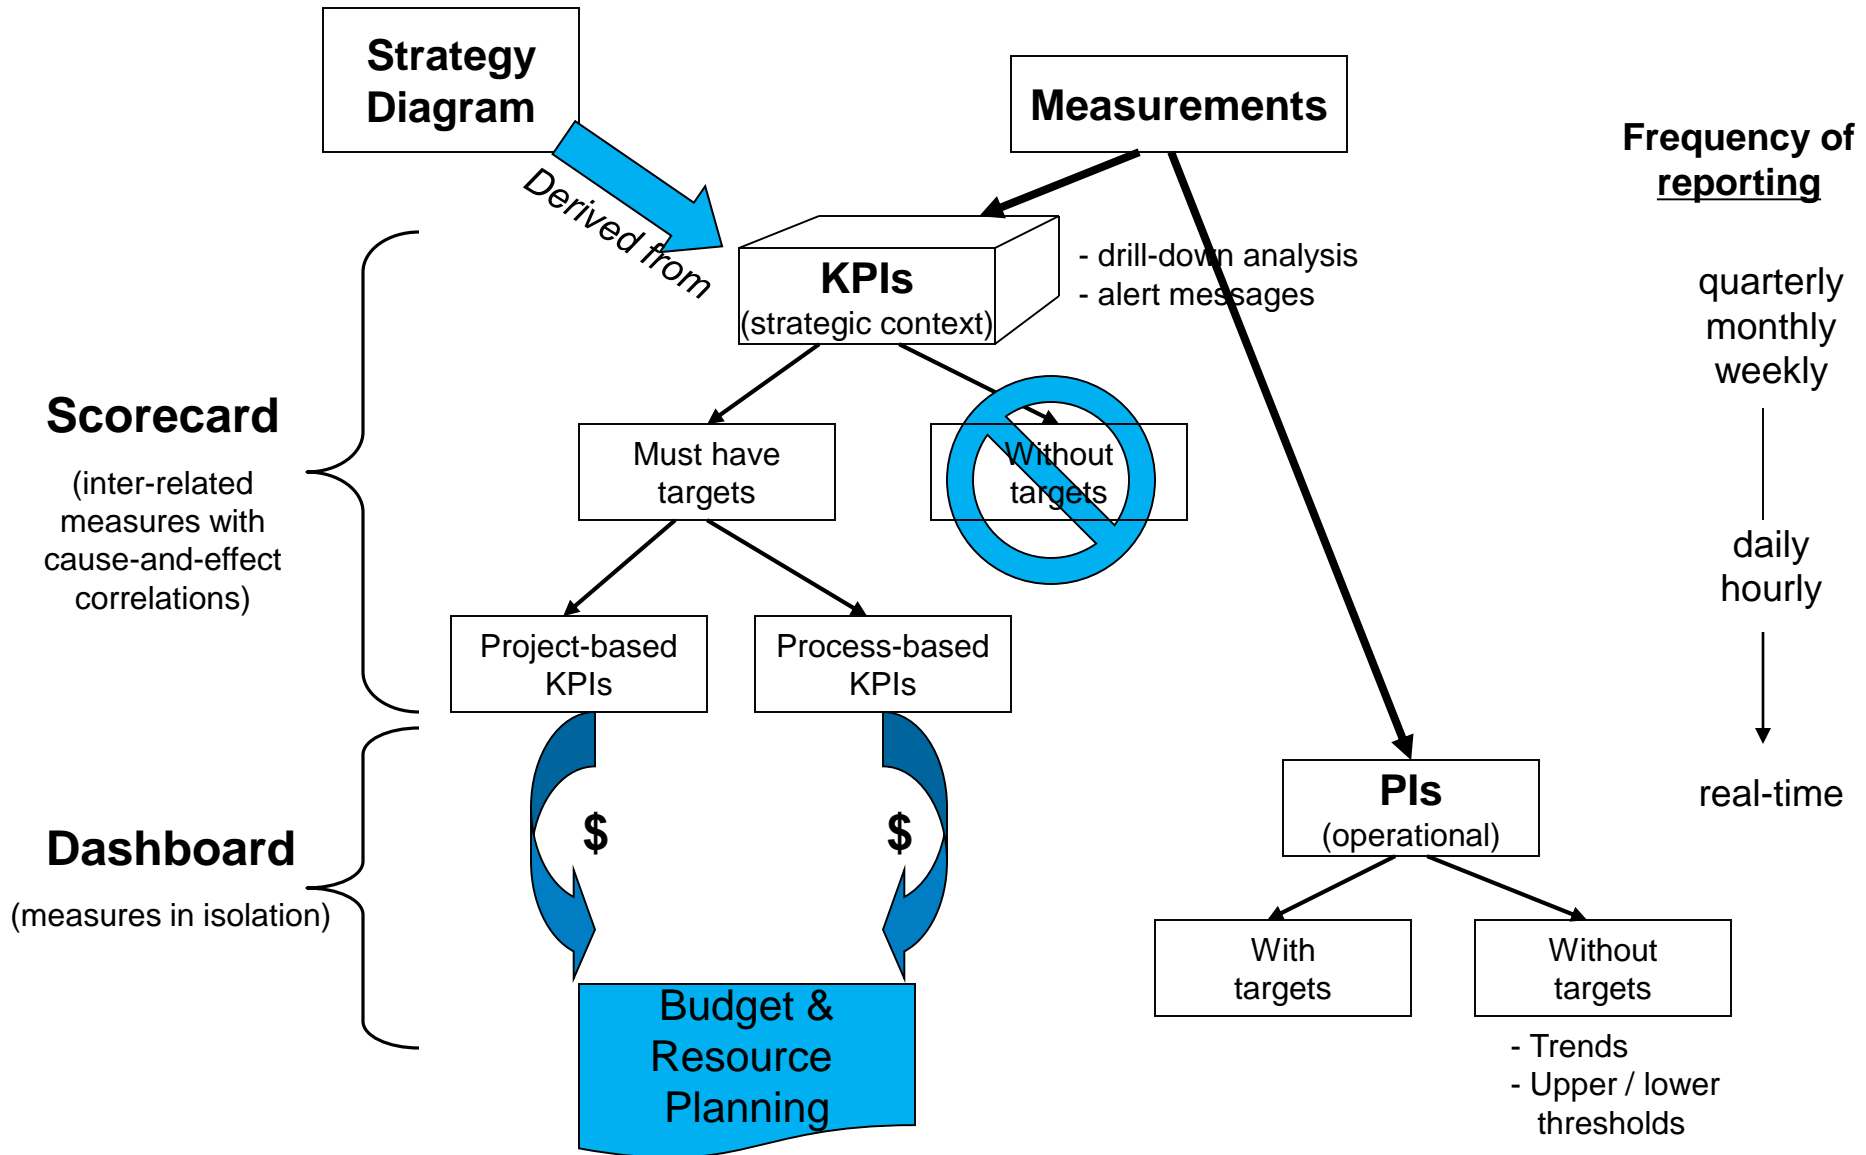 Strategy
Diagram
Measurements
Frequency of
reporting
Derived from
KPIs
(strategic context)
- drill-down analysis
- alert messages
quarterly
monthly
weekly
Scorecard
(inter-related
measures with
cause-and-effect
correlations)
Must have
targets
Without
targets
daily
hourly
Project-based
KPIs
Process-based
KPIs
Dashboard
(measures in isolation)
$
$
PIs
(operational)
real-time
With
targets
Without
targets
Budget &
Resource
Planning
- Trends
- Upper / lower
thresholds